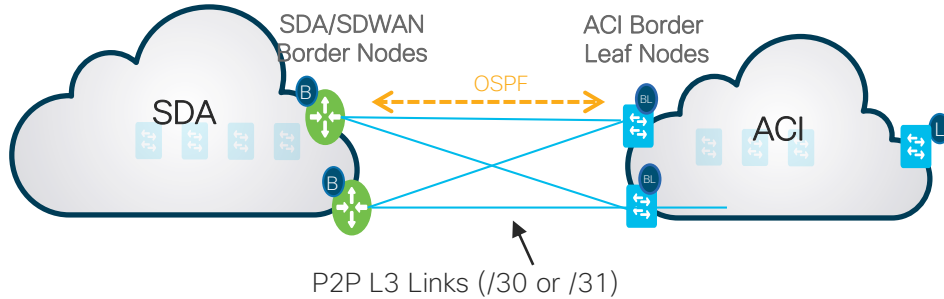 SDA/SDWAN
Border Nodes
ACI Border
Leaf Nodes
OSPF
B
BL
SDA
ACI
L
B
BL
P2P L3 Links (/30 or /31)